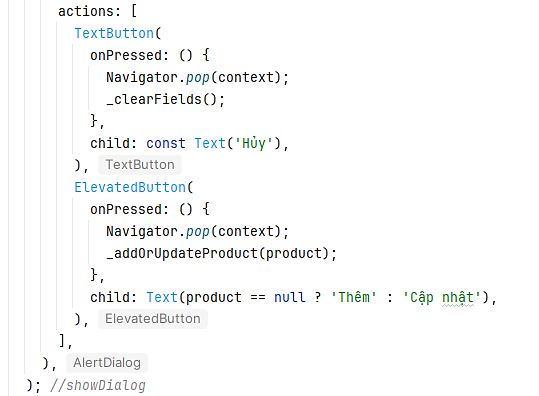 actions: [
TextButton(
onPressed: () {
Navigator.pop(context);
_clearFields();
},
child: const Text('Hủy'),
), TextButton
ElevatedButton(
onPressed: () {
Navigator.pop(context);
_addOrUpdateProduct(product);
},
child: Text(product == null ? 'Thêm' : 'Cập nhật'),
), ElevatedButton
],
), AlertDialog
); //showDialog